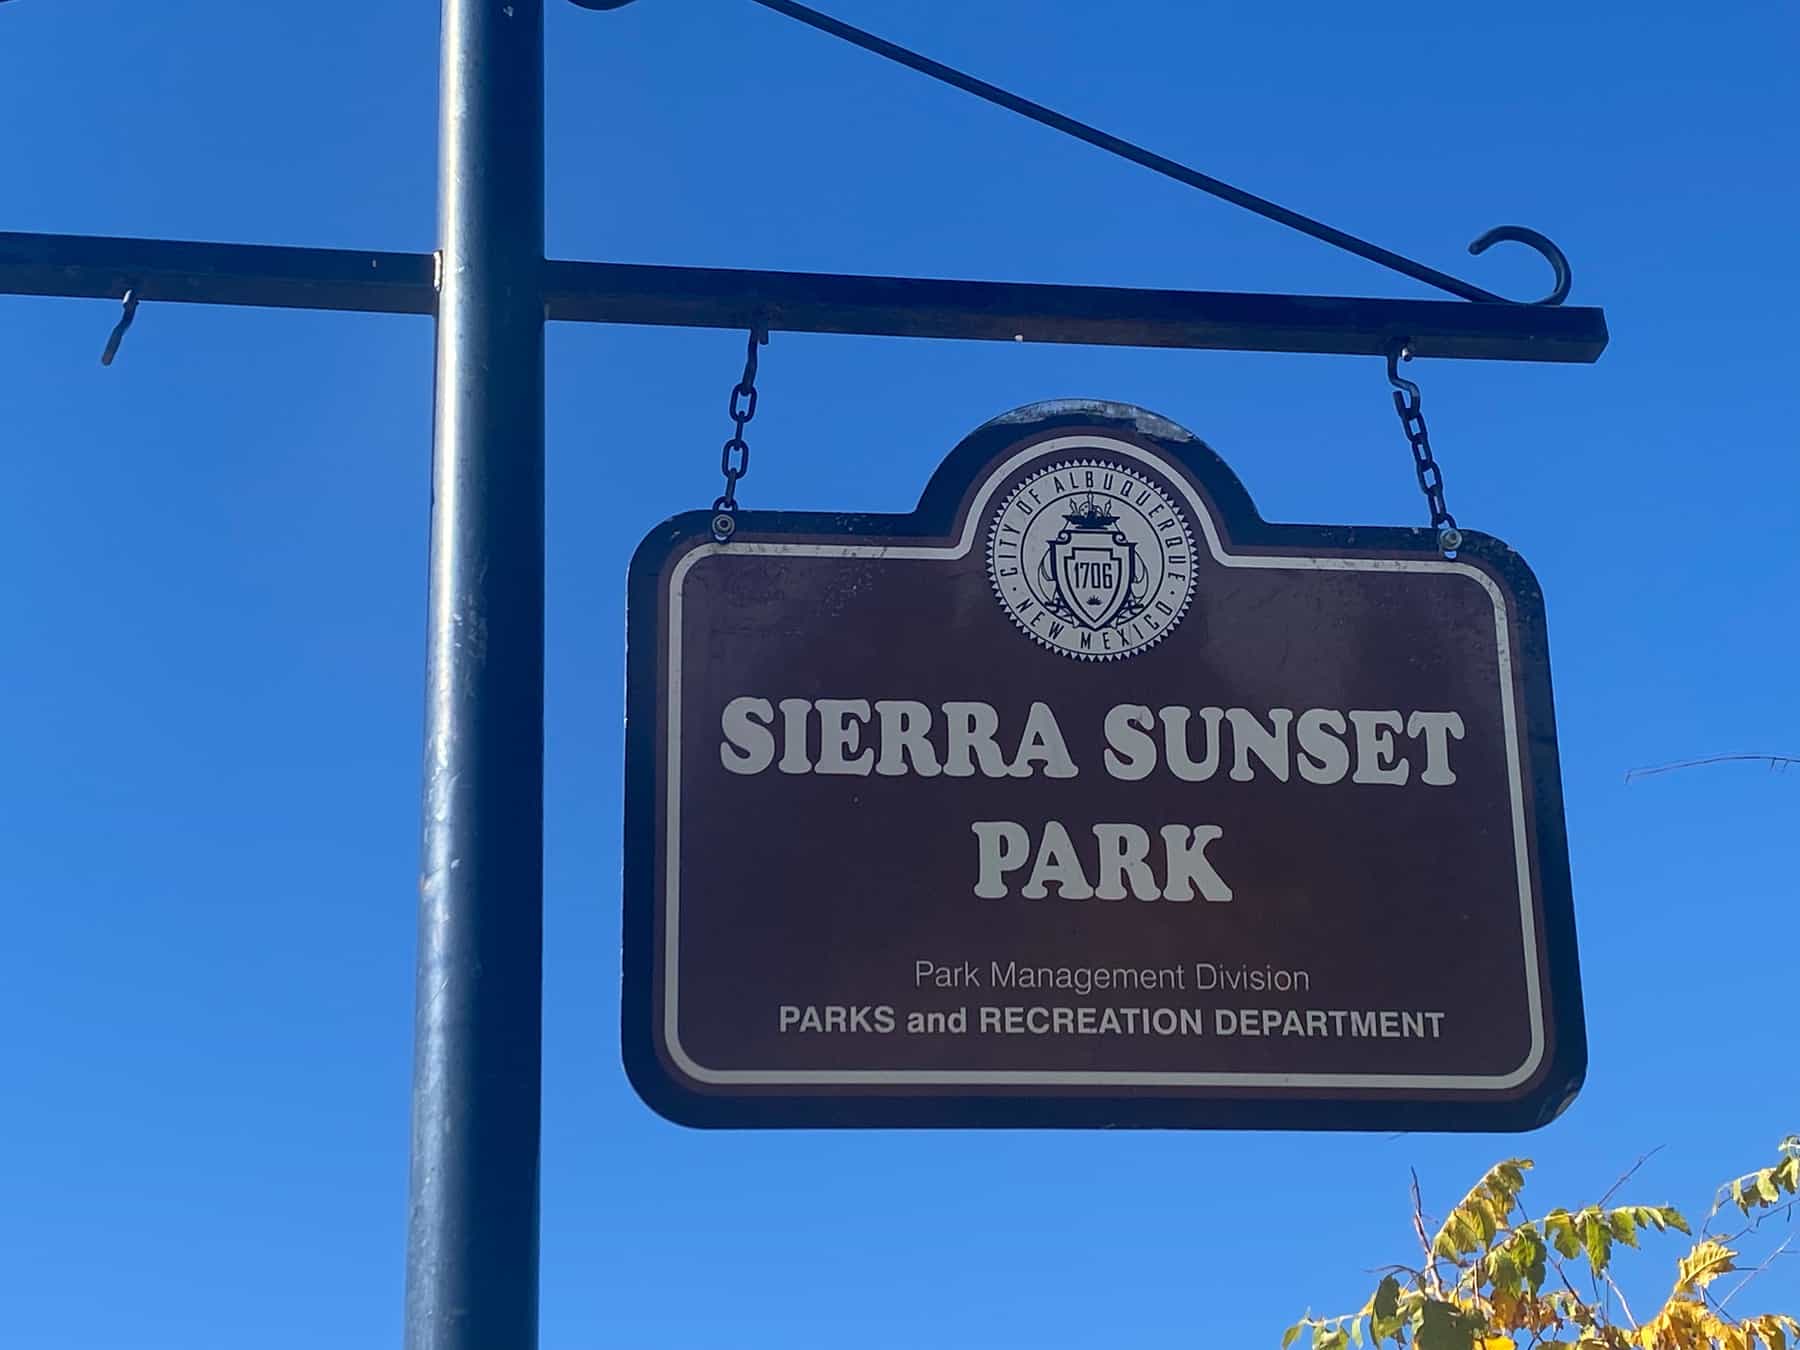 CITY OF ALBUQUERQUE
1706
· NEW MEXICO ·
SIERRA SUNSET
PARK
Park Management Division
PARKS and RECREATION DEPARTMENT